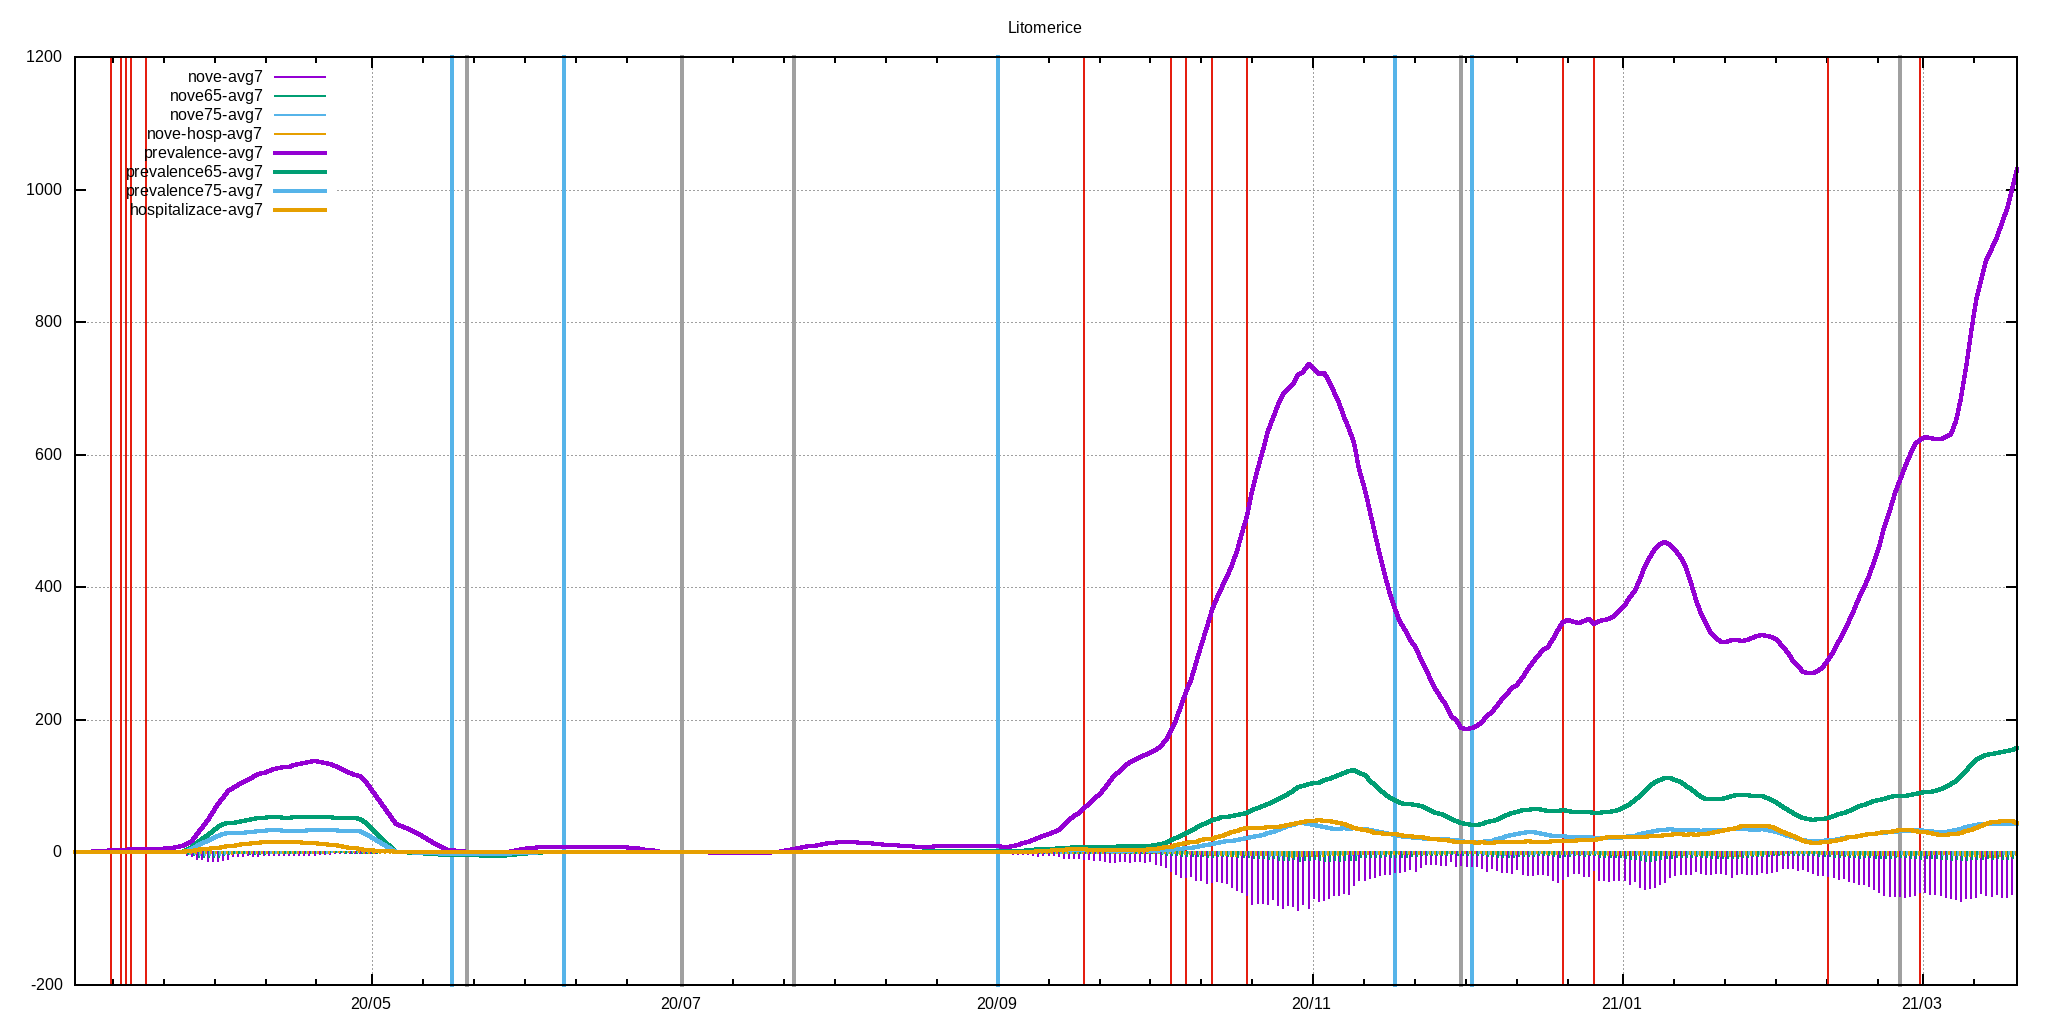 Litomerice
1200
1000
800
600
400
200
0
-200
nove-avg7
nove65-avg7
nove75-avg7
nove-hosp-avg7
prevalence-avg7
prevalence65-avg7
prevalence75-avg7
hospitalizace-avg7
20/05 20/07 20/09 20/11 21/01 21/03